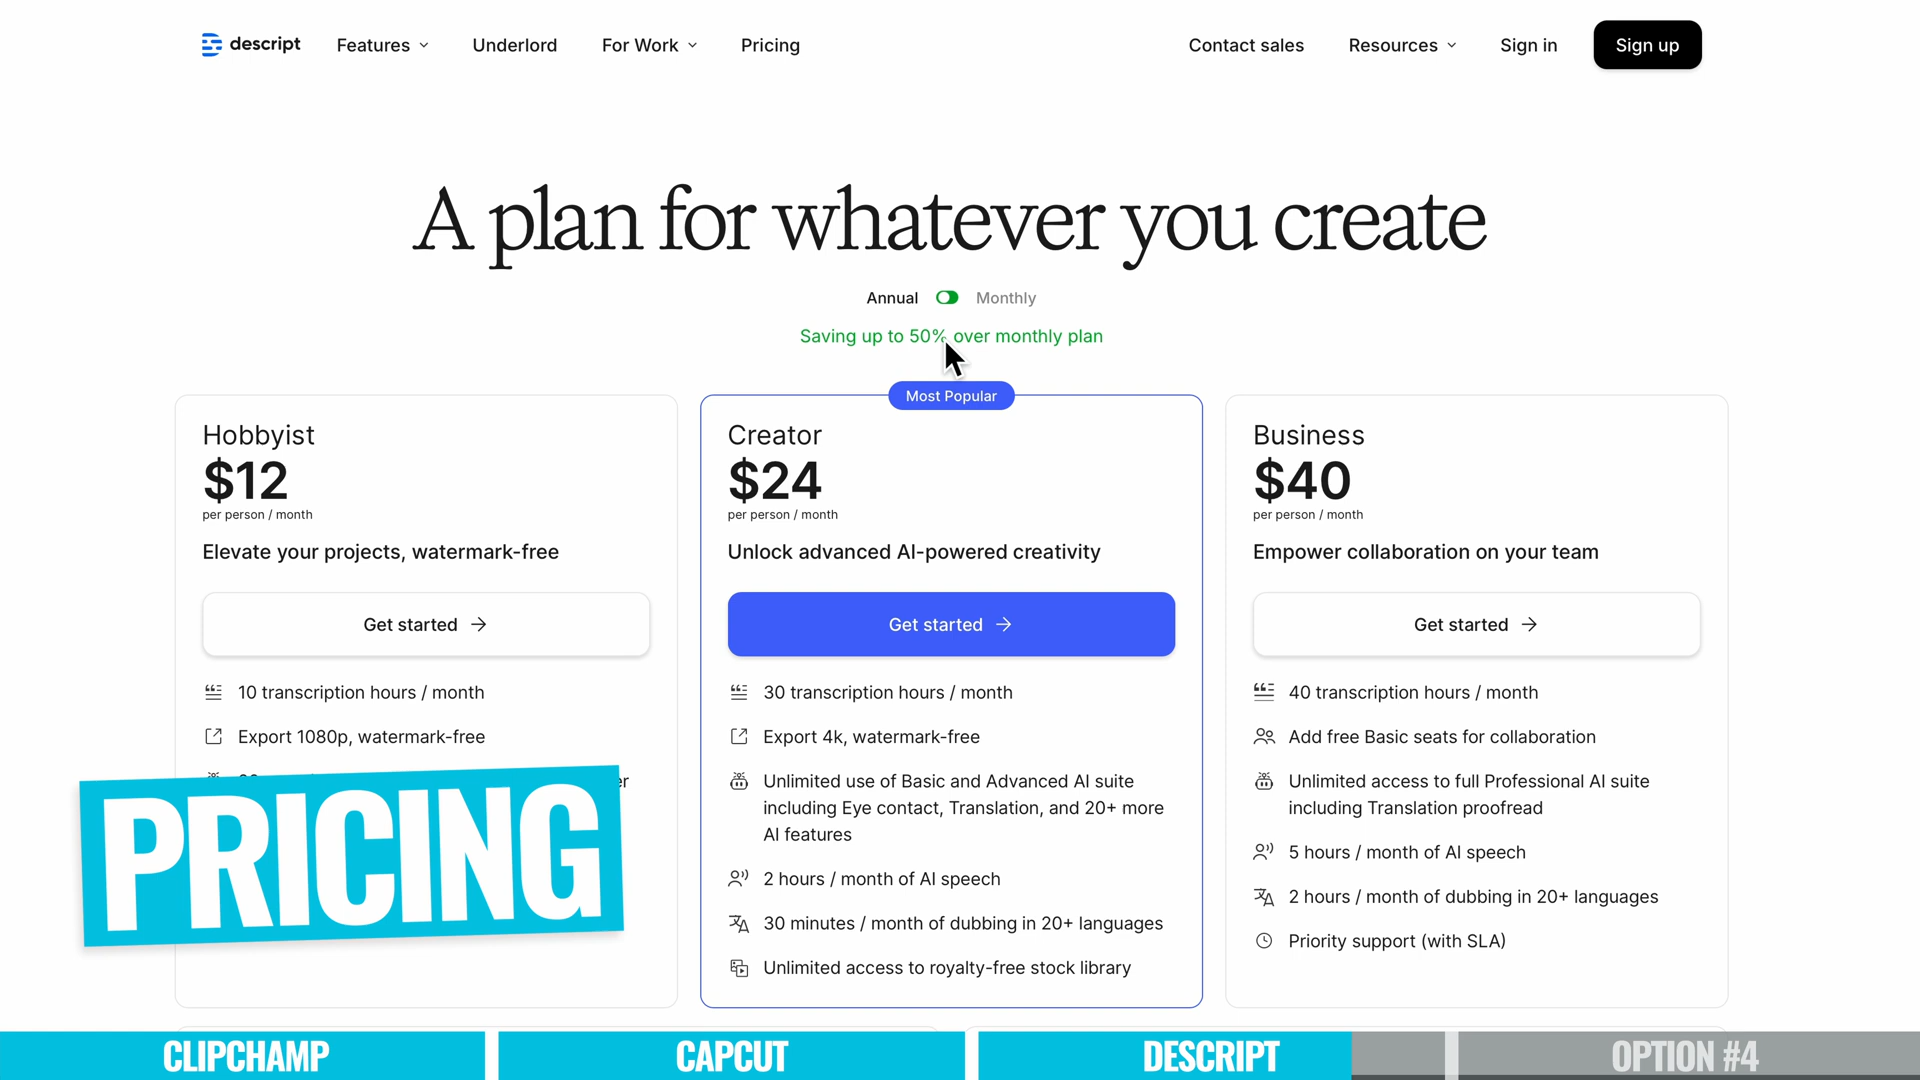 descript
Features
Underlord
For Work
Pricing
Contact sales
Resources
Sign in
Sign up
A plan for whatever you create
Annual
Monthly
Saving up to 50% over monthly plan
Most Popular
Hobbyist
$12
per person / month
Elevate your projects, watermark-free
Get started
10 transcription hours / month
Export 1080p, watermark-free
Creator
$24
per person / month
Unlock advanced AI-powered creativity
Get started
30 transcription hours / month
Export 4k, watermark-free
Unlimited use of Basic and Advanced AI suite
including Eye contact, Translation, and 20+ more
AI features
2 hours / month of AI speech
30 minutes / month of dubbing in 20+ languages
Unlimited access to royalty-free stock library
Business
$40
per person / month
Empower collaboration on your team
Get started
40 transcription hours / month
Add free Basic seats for collaboration
Unlimited access to full Professional AI suite
including Translation proofread
5 hours / month of AI speech
2 hours / month of dubbing in 20+ languages
Priority support (with SLA)
PRICING
CLIPCHAMP
CAPCUT
DESCRIPT
OPTION #4